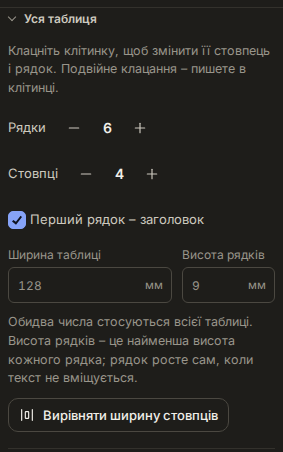 Уся таблиця
Клацніть клітинку, щоб змінити її стовпець
і рядок. Подвійне клацання – пишете в
клітинці.
Рядки — 6 +
Стовпці — 4 +
Перший рядок – заголовок
Ширина таблиці Висота рядків
128 мм 9 мм
Обидва числа стосуються всієї таблиці.
Висота рядків – це найменша висота
кожного рядка; рядок росте сам, коли
текст не вміщується.
Вирівняти ширину стовпців